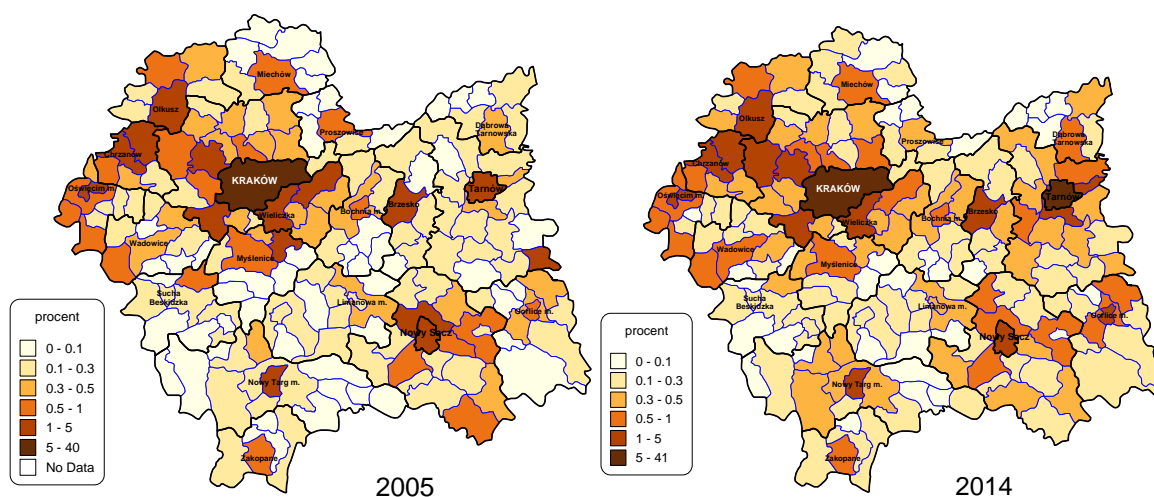 Miechów
Olkusz
Proszowice
Dąbrowa
Tarnowska
Chrzanów
Oświęcim m.
KRAKÓW
Tarnów
Wieliczka
Bochnia m.
Brzesko
Wadowice
Myślenice
Sucha
Beskidzka
Limanowa m.
Gorlice m.
Nowy Sącz
Nowy Targ m.
Zakopane
procent
0 - 0.1
0.1 - 0.3
0.3 - 0.5
0.5 - 1
1 - 5
5 - 40
No Data
2005
Miechów
Olkusz
Proszowice
Dąbrowa
Tarnowska
Chrzanów
Oświęcim m.
KRAKÓW
Tarnów
Wieliczka
Bochnia m.
Brzesko
Wadowice
Myślenice
Sucha
Beskidzka
Limanowa m.
Gorlice m.
Nowy Sącz
Nowy Targ m.
Zakopane
procent
0 - 0.1
0.1 - 0.3
0.3 - 0.5
0.5 - 1
1 - 5
5 - 41
2014